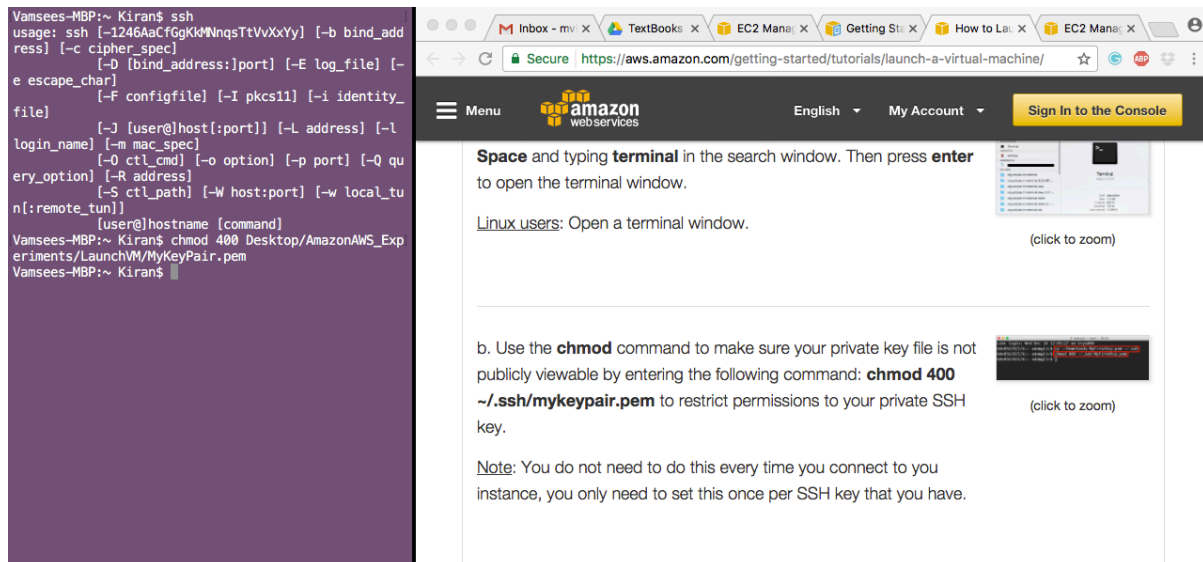 Vamsees-MBP:~ Kiran$ ssh
usage: ssh [-1246AaCfGgKkMNnqsTtVvXxYy] [-b bind_add
ress] [-c cipher_spec]
[-D [bind_address:]port] [-E log_file] [-
e escape_char]
[-F configfile] [-I pkcs11] [-i identity_
file]
[-J [user@]host[:port]] [-L address] [-l
login_name] [-m mac_spec]
[-O ctl_cmd] [-o option] [-p port] [-Q qu
ery_option] [-R address]
[-S ctl_path] [-W host:port] [-w local_tu
n[:remote_tun]]
[user@]hostname [command]
Vamsees-MBP:~ Kiran$ chmod 400 Desktop/AmazonAWS_Exp
eriments/LaunchVM/MyKeyPair.pem
Vamsees-MBP:~ Kiran$
Inbox - mv TextBooks EC2 Manag Getting Sta How to Lau EC2 Manag
Secure https://aws.amazon.com/getting-started/tutorials/launch-a-virtual-machine/ ABP
Menu amazon webservices English My Account Sign In to the Console
Space and typing terminal in the search window. Then press enter
to open the terminal window.
Linux users: Open a terminal window.
(click to zoom)
b. Use the chmod command to make sure your private key file is not
publicly viewable by entering the following command: chmod 400
~/.ssh/mykeypair.pem to restrict permissions to your private SSH
key.
(click to zoom)
Note: You do not need to do this every time you connect to you
instance, you only need to set this once per SSH key that you have.